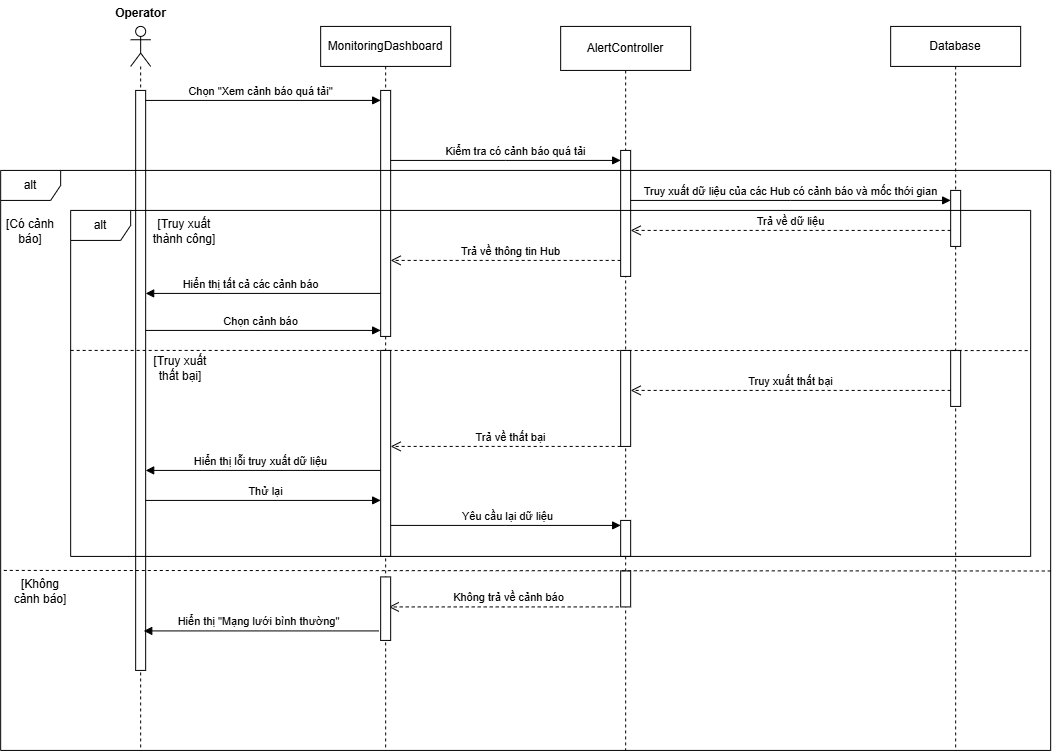 Operator
MonitoringDashboard
AlertController
Database
Chọn "Xem cảnh báo quá tải"
Kiểm tra có cảnh báo quá tải
alt
Truy xuất dữ liệu của các Hub có cảnh báo và mốc thời gian
[Có cảnh
báo]
alt
[Truy xuất
thành công]
Trả về dữ liệu
Trả về thông tin Hub
Hiển thị tất cả các cảnh báo
Chọn cảnh báo
[Truy xuất
thất bại]
Truy xuất thất bại
Trả về thất bại
Hiển thị lỗi truy xuất dữ liệu
Thử lại
Yêu cầu lại dữ liệu
[Không
cảnh báo]
Không trả về cảnh báo
Hiển thị "Mạng lưới bình thường"